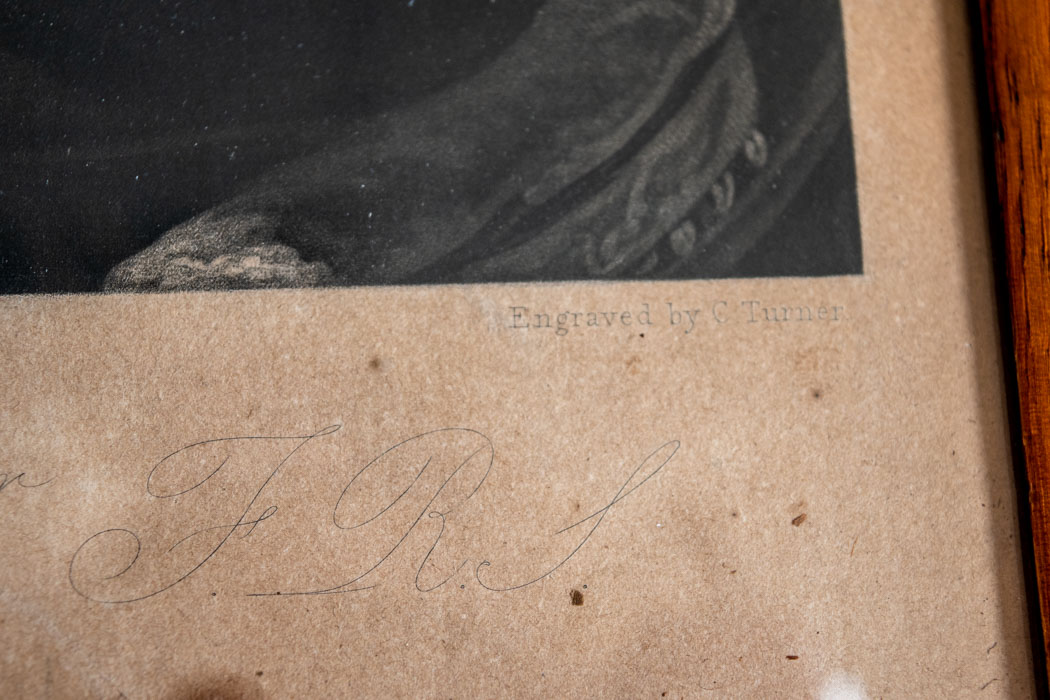 Engraved by C Turner
r F.R.S.